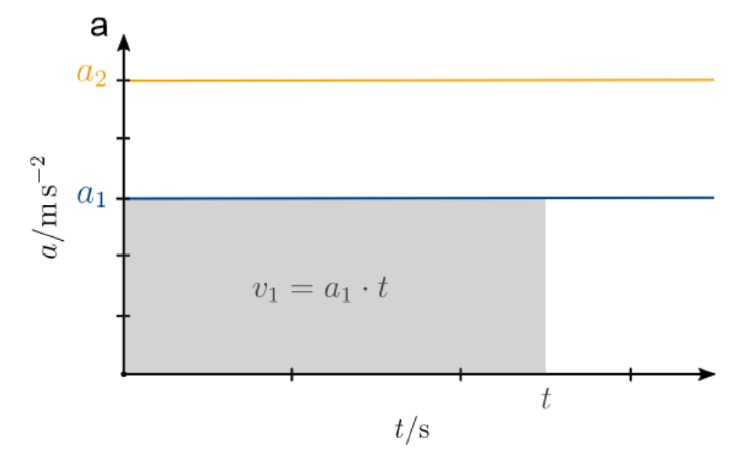 a
a₂
a₁
a/m s⁻²
v₁ = a₁ · t
t
t/s